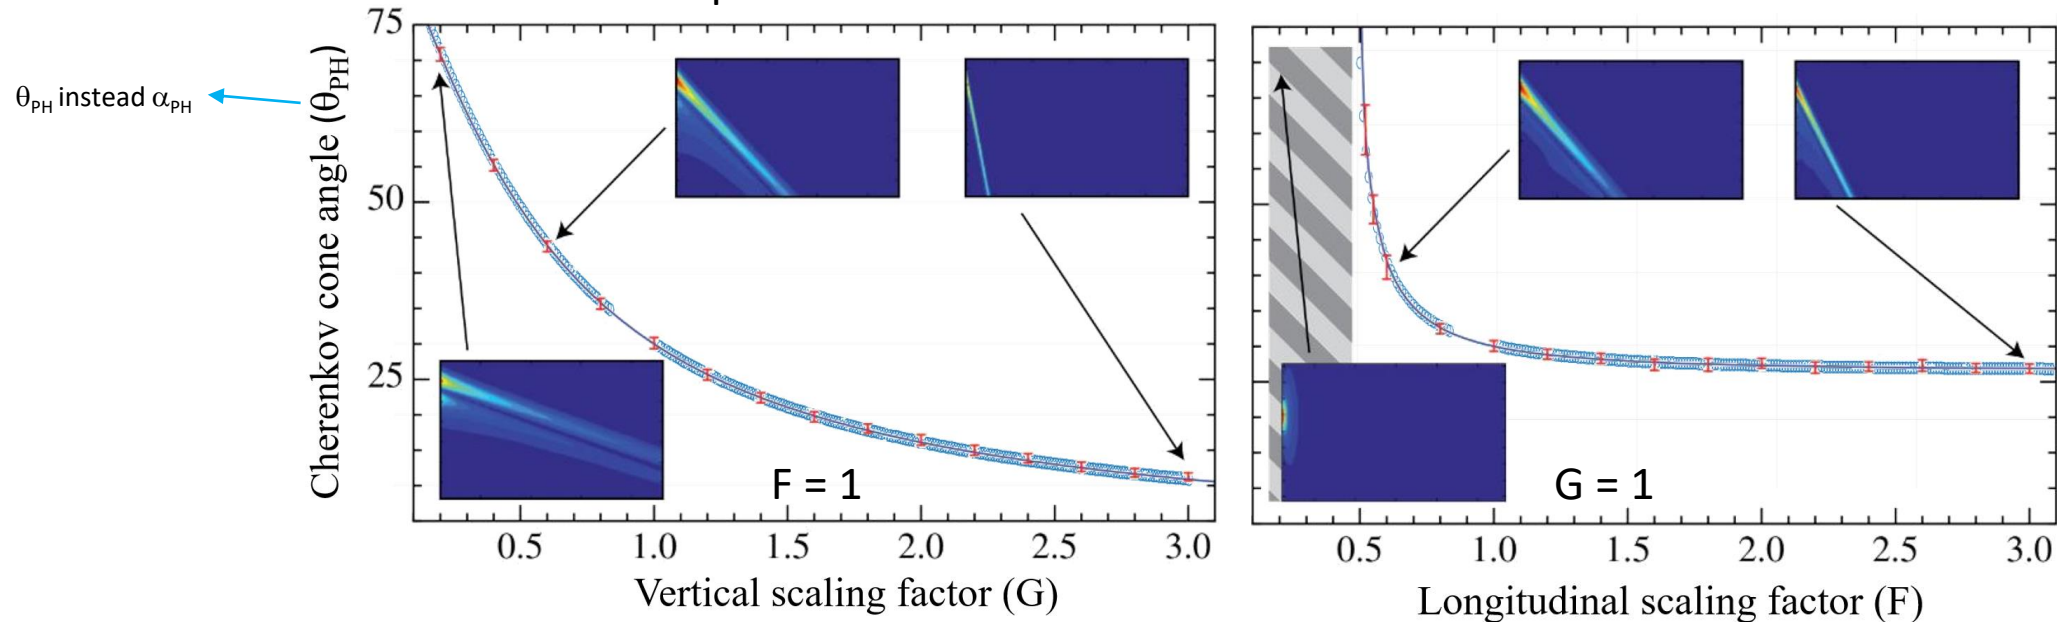 θPH instead αPH
Cherenkov cone angle (θPH)
75
50
25
F = 1
0.5 1.0 1.5 2.0 2.5 3.0
Vertical scaling factor (G)
G = 1
0.5 1.0 1.5 2.0 2.5 3.0
Longitudinal scaling factor (F)